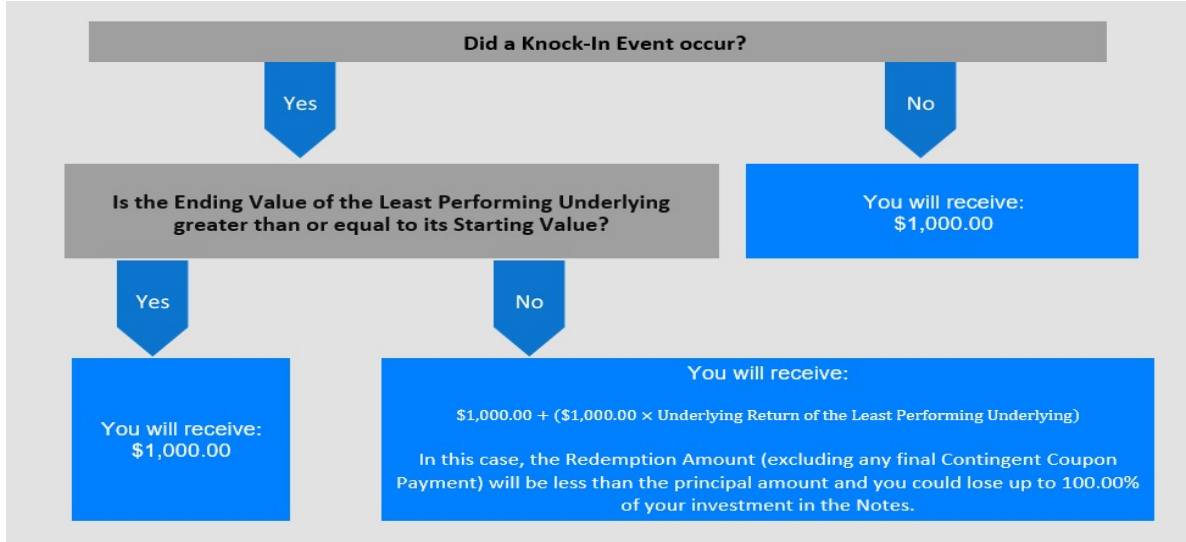 Did a Knock-In Event occur?
Yes
No
Is the Ending Value of the Least Performing Underlying
greater than or equal to its Starting Value?
You will receive:
$1,000.00
Yes
No
You will receive:
$1,000.00
You will receive:
$1,000.00 + ($1,000.00 × Underlying Return of the Least Performing Underlying)
In this case, the Redemption Amount (excluding any final Contingent Coupon
Payment) will be less than the principal amount and you could lose up to 100.00%
of your investment in the Notes.